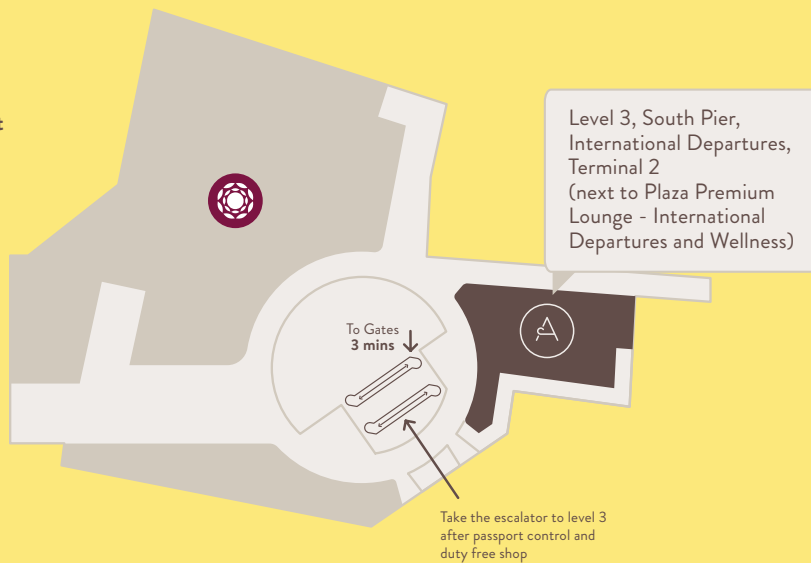 t
Level 3, South Pier,
International Departures,
Terminal 2
(next to Plaza Premium
Lounge - International
Departures and Wellness)
To Gates
3 mins
Take the escalator to level 3
after passport control and
duty free shop